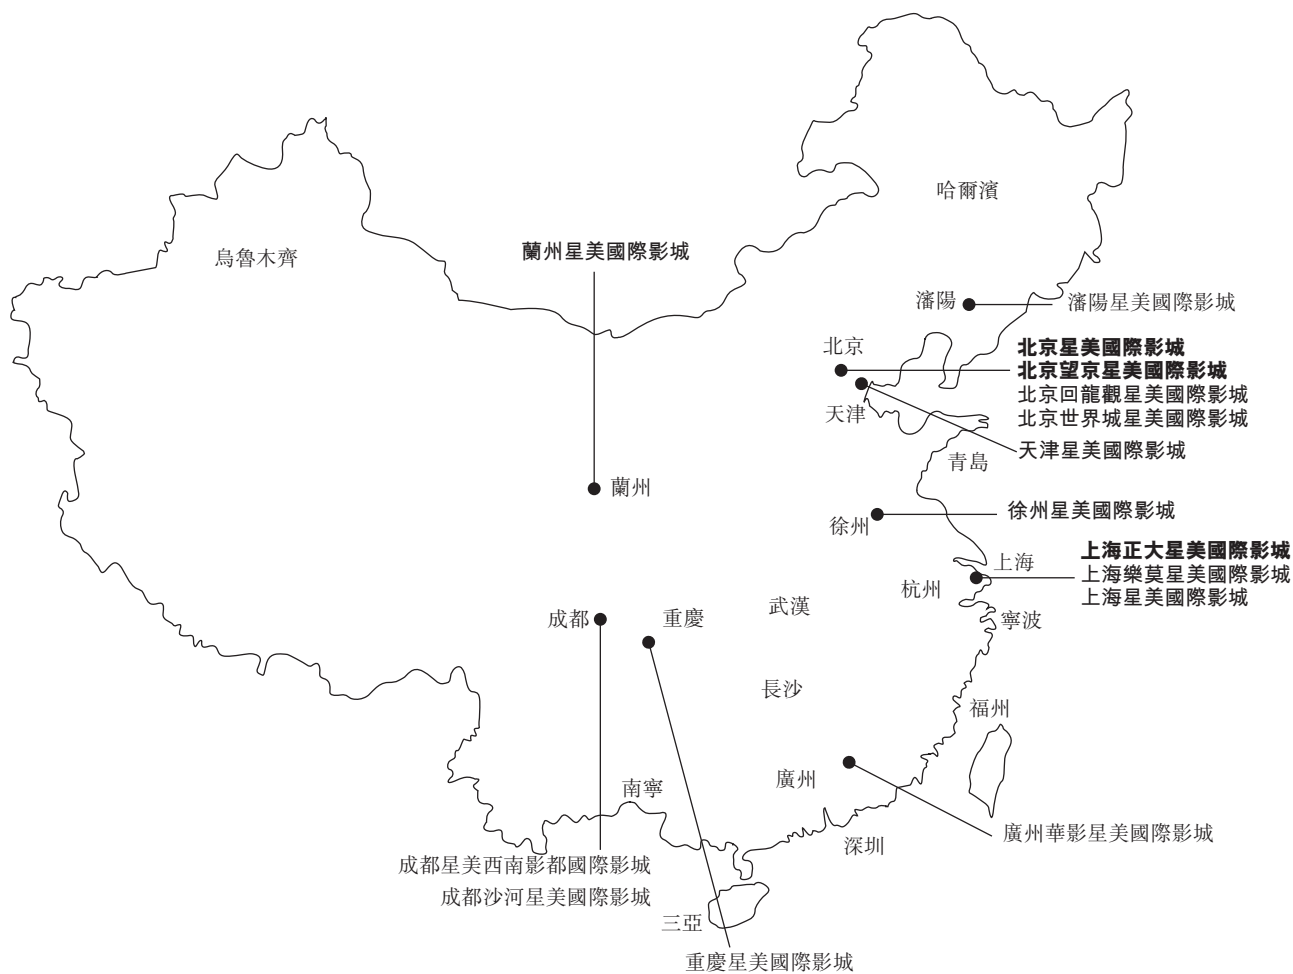 哈爾濱
烏魯木齊
蘭州星美國際影城
瀋陽
瀋陽星美國際影城
北京
北京星美國際影城
北京望京星美國際影城
北京回龍觀星美國際影城
北京世界城星美國際影城
天津
天津星美國際影城
青島
蘭州
徐州
徐州星美國際影城
上海
上海正大星美國際影城
上海樂莫星美國際影城
上海星美國際影城
杭州
武漢
寧波
成都
重慶
長沙
福州
南寧
廣州
廣州華影星美國際影城
深圳
成都星美西南影都國際影城
成都沙河星美國際影城
三亞
重慶星美國際影城